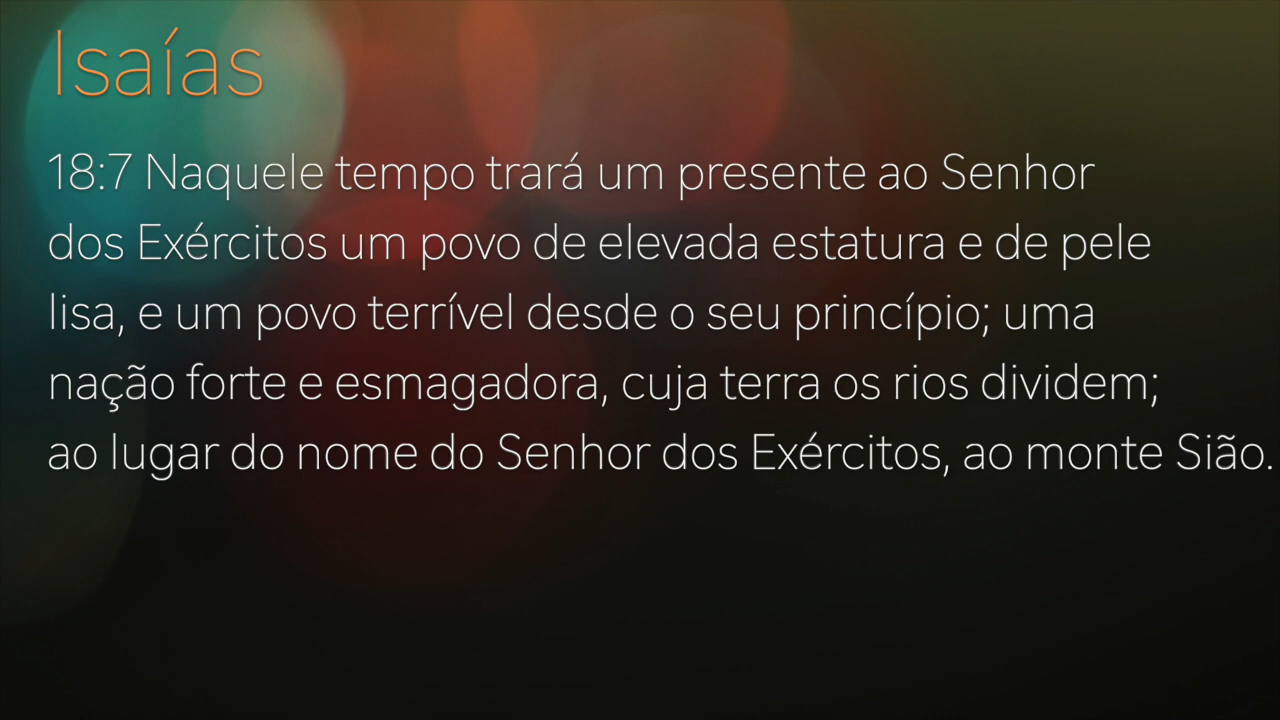 Isaías
18:7 Naquele tempo trará um presente ao Senhor
dos Exércitos um povo de elevada estatura e de pele
lisa, e um povo terrível desde o seu princípio; uma
nação forte e esmagadora, cuja terra os rios dividem;
ao lugar do nome do Senhor dos Exércitos, ao monte Sião.